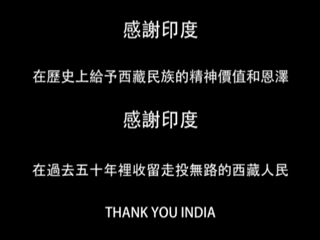 感謝印度
在歷史上給予西藏民族的精神價值和恩澤
感謝印度
在過去五十年裡收留走投無路的西藏人民
THANK YOU INDIA